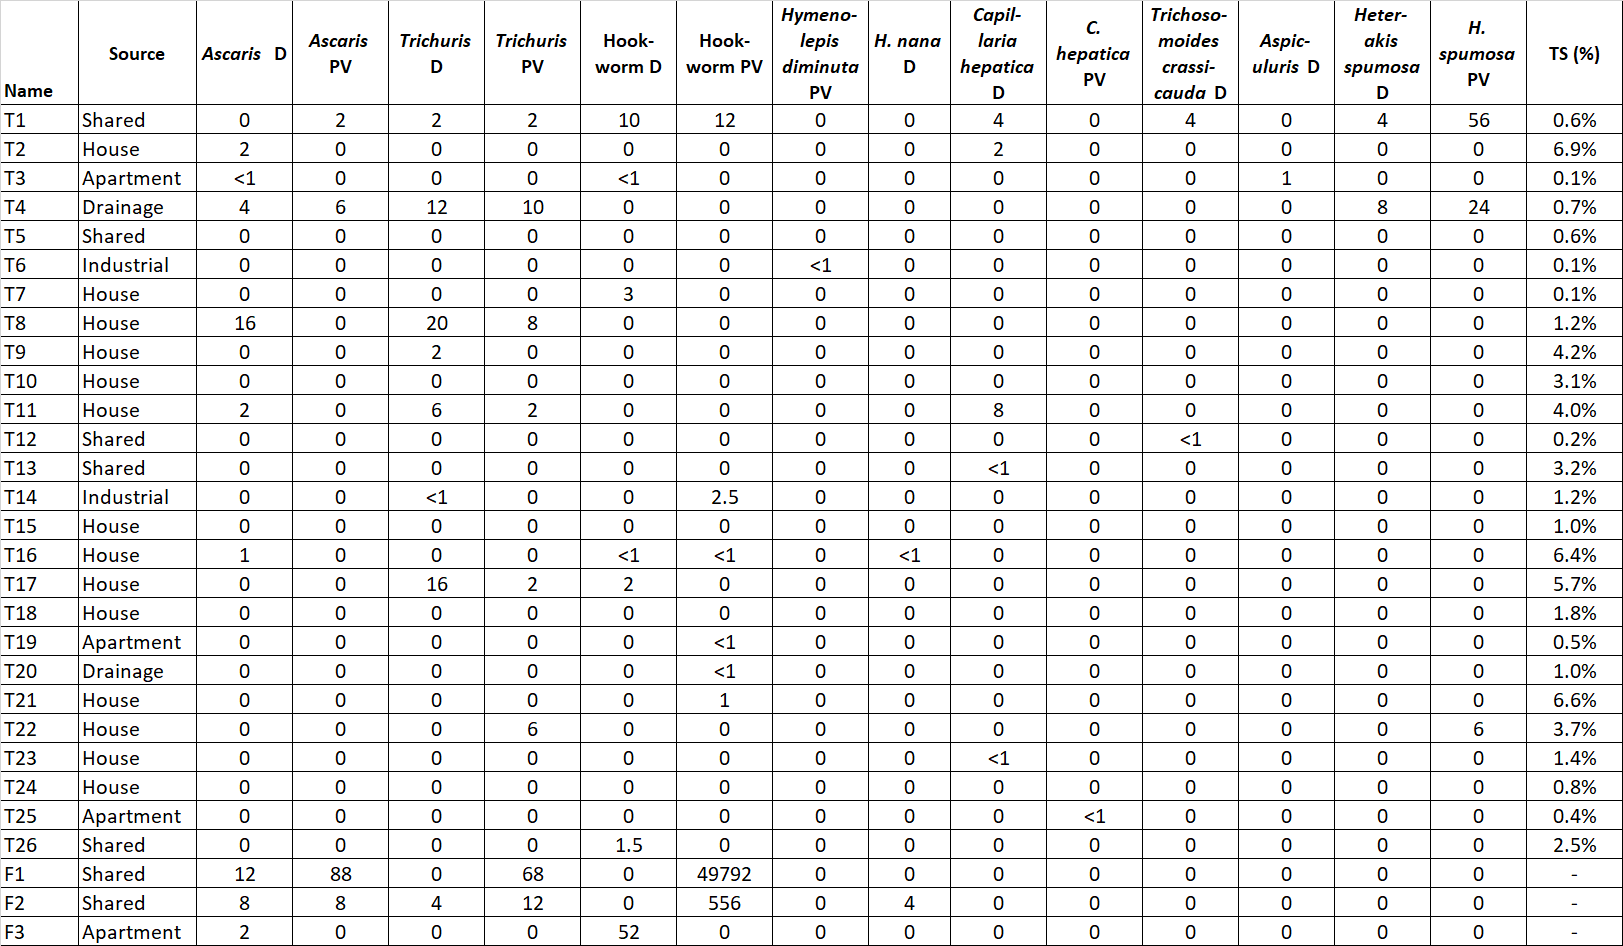 Name | Source | Ascaris D | Ascaris PV | Trichuris D | Trichuris PV | Hook-worm D | Hook-worm PV | Hymeno-lepis diminuta PV | H. nana D | Capil-laria hepatica D | C. hepatica PV | Trichoso-moides crassi-cauda D | Aspic-uluris D | Heter-akis spumosa D | H. spumosa PV | TS (%)
T1 | Shared | 0 | 2 | 2 | 2 | 10 | 12 | 0 | 0 | 4 | 0 | 4 | 0 | 4 | 56 | 0.6%
T2 | House | 2 | 0 | 0 | 0 | 0 | 0 | 0 | 0 | 2 | 0 | 0 | 0 | 0 | 0 | 6.9%
T3 | Apartment | <1 | 0 | 0 | 0 | <1 | 0 | 0 | 0 | 0 | 0 | 0 | 1 | 0 | 0 | 0.1%
T4 | Drainage | 4 | 6 | 12 | 10 | 0 | 0 | 0 | 0 | 0 | 0 | 0 | 0 | 8 | 24 | 0.7%
T5 | Shared | 0 | 0 | 0 | 0 | 0 | 0 | 0 | 0 | 0 | 0 | 0 | 0 | 0 | 0 | 0.6%
T6 | Industrial | 0 | 0 | 0 | 0 | 0 | 0 | <1 | 0 | 0 | 0 | 0 | 0 | 0 | 0 | 0.1%
T7 | House | 0 | 0 | 0 | 0 | 3 | 0 | 0 | 0 | 0 | 0 | 0 | 0 | 0 | 0 | 0.1%
T8 | House | 16 | 0 | 20 | 8 | 0 | 0 | 0 | 0 | 0 | 0 | 0 | 0 | 0 | 0 | 1.2%
T9 | House | 0 | 0 | 2 | 0 | 0 | 0 | 0 | 0 | 0 | 0 | 0 | 0 | 0 | 0 | 4.2%
T10 | House | 0 | 0 | 0 | 0 | 0 | 0 | 0 | 0 | 0 | 0 | 0 | 0 | 0 | 0 | 3.1%
T11 | House | 2 | 0 | 6 | 2 | 0 | 0 | 0 | 0 | 8 | 0 | 0 | 0 | 0 | 0 | 4.0%
T12 | Shared | 0 | 0 | 0 | 0 | 0 | 0 | 0 | 0 | 0 | 0 | <1 | 0 | 0 | 0 | 0.2%
T13 | Shared | 0 | 0 | 0 | 0 | 0 | 0 | 0 | 0 | <1 | 0 | 0 | 0 | 0 | 0 | 3.2%
T14 | Industrial | 0 | 0 | <1 | 0 | 0 | 2.5 | 0 | 0 | 0 | 0 | 0 | 0 | 0 | 0 | 1.2%
T15 | House | 0 | 0 | 0 | 0 | 0 | 0 | 0 | 0 | 0 | 0 | 0 | 0 | 0 | 0 | 1.0%
T16 | House | 1 | 0 | 0 | 0 | <1 | <1 | 0 | <1 | 0 | 0 | 0 | 0 | 0 | 0 | 6.4%
T17 | House | 0 | 0 | 16 | 2 | 2 | 0 | 0 | 0 | 0 | 0 | 0 | 0 | 0 | 0 | 5.7%
T18 | House | 0 | 0 | 0 | 0 | 0 | 0 | 0 | 0 | 0 | 0 | 0 | 0 | 0 | 0 | 1.8%
T19 | Apartment | 0 | 0 | 0 | 0 | 0 | <1 | 0 | 0 | 0 | 0 | 0 | 0 | 0 | 0 | 0.5%
T20 | Drainage | 0 | 0 | 0 | 0 | 0 | <1 | 0 | 0 | 0 | 0 | 0 | 0 | 0 | 0 | 1.0%
T21 | House | 0 | 0 | 0 | 0 | 0 | 1 | 0 | 0 | 0 | 0 | 0 | 0 | 0 | 0 | 6.6%
T22 | House | 0 | 0 | 0 | 6 | 0 | 0 | 0 | 0 | 0 | 0 | 0 | 0 | 0 | 6 | 3.7%
T23 | House | 0 | 0 | 0 | 0 | 0 | 0 | 0 | 0 | <1 | 0 | 0 | 0 | 0 | 0 | 1.4%
T24 | House | 0 | 0 | 0 | 0 | 0 | 0 | 0 | 0 | 0 | 0 | 0 | 0 | 0 | 0 | 0.8%
T25 | Apartment | 0 | 0 | 0 | 0 | 0 | 0 | 0 | 0 | 0 | <1 | 0 | 0 | 0 | 0 | 0.4%
T26 | Shared | 0 | 0 | 0 | 0 | 1.5 | 0 | 0 | 0 | 0 | 0 | 0 | 0 | 0 | 0 | 2.5%
F1 | Shared | 12 | 88 | 0 | 68 | 0 | 49792 | 0 | 0 | 0 | 0 | 0 | 0 | 0 | 0 | -
F2 | Shared | 8 | 8 | 4 | 12 | 0 | 556 | 0 | 4 | 0 | 0 | 0 | 0 | 0 | 0 | -
F3 | Apartment | 2 | 0 | 0 | 0 | 52 | 0 | 0 | 0 | 0 | 0 | 0 | 0 | 0 | 0 | -